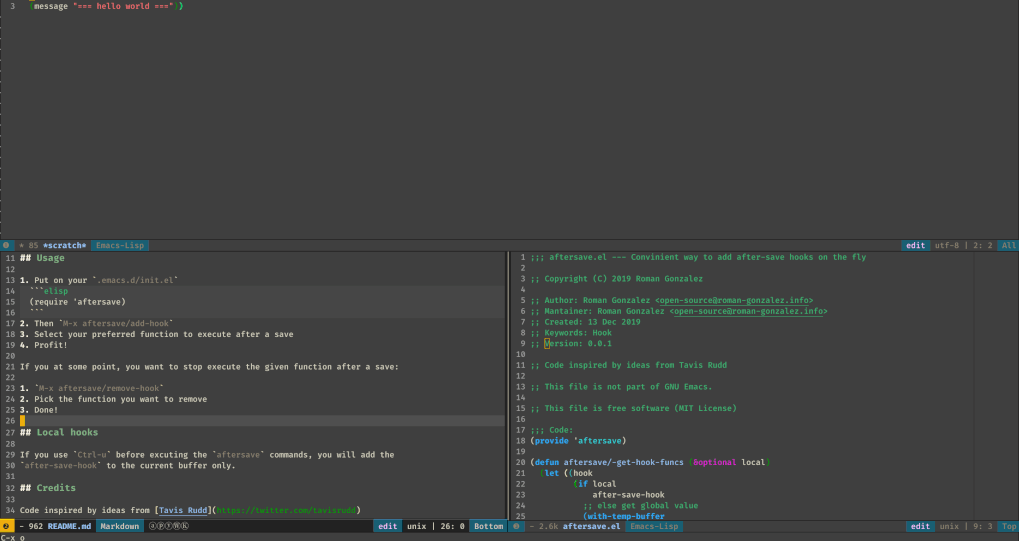 3 (message "=== hello world ==="))
* 85 *scratch* Emacs-Lisp edit utf-8 | 2: 2 All
11 ## Usage
12
13 1. Put on your `.emacs.d/init.el`
14 ```elisp
15 (require 'aftersave)
16 ```
17 2. Then `M-x aftersave/add-hook`
18 3. Select your preferred function to execute after a save
19 4. Profit!
20
21 If you at some point, you want to stop execute the given function after a save:
22
23 1. `M-x aftersave/remove-hook`
24 2. Pick the function you want to remove
25 3. Done!
26
27 ## Local hooks
28
29 If you use `Ctrl-u` before excuting the `aftersave` commands, you will add the
30 `after-save-hook` to the current buffer only.
31
32 ## Credits
33
34 Code inspired by ideas from [Tavis Rudd](https://twitter.com/tavisrudd)
- 962 README.md Markdown edit unix | 26: 0 Bottom
1 ;;; aftersave.el --- Convinient way to add after-save hooks on the fly
2
3 ;; Copyright (C) 2019 Roman Gonzalez
4
5 ;; Author: Roman Gonzalez <open-source@roman-gonzalez.info>
6 ;; Mantainer: Roman Gonzalez <open-source@roman-gonzalez.info>
7 ;; Created: 13 Dec 2019
8 ;; Keywords: Hook
9 ;; Version: 0.0.1
10
11 ;; Code inspired by ideas from Tavis Rudd
12
13 ;; This file is not part of GNU Emacs.
14
15 ;; This file is free software (MIT License)
16
17 ;;; Code:
18 (provide 'aftersave)
19
20 (defun aftersave/-get-hook-funcs (&optional local)
21 (let ((hook
22 (if local
23 after-save-hook
24 ;; else get global value
25 (with-temp-buffer
- 2.6k aftersave.el Emacs-Lisp edit unix | 9: 3 Top
C-x o